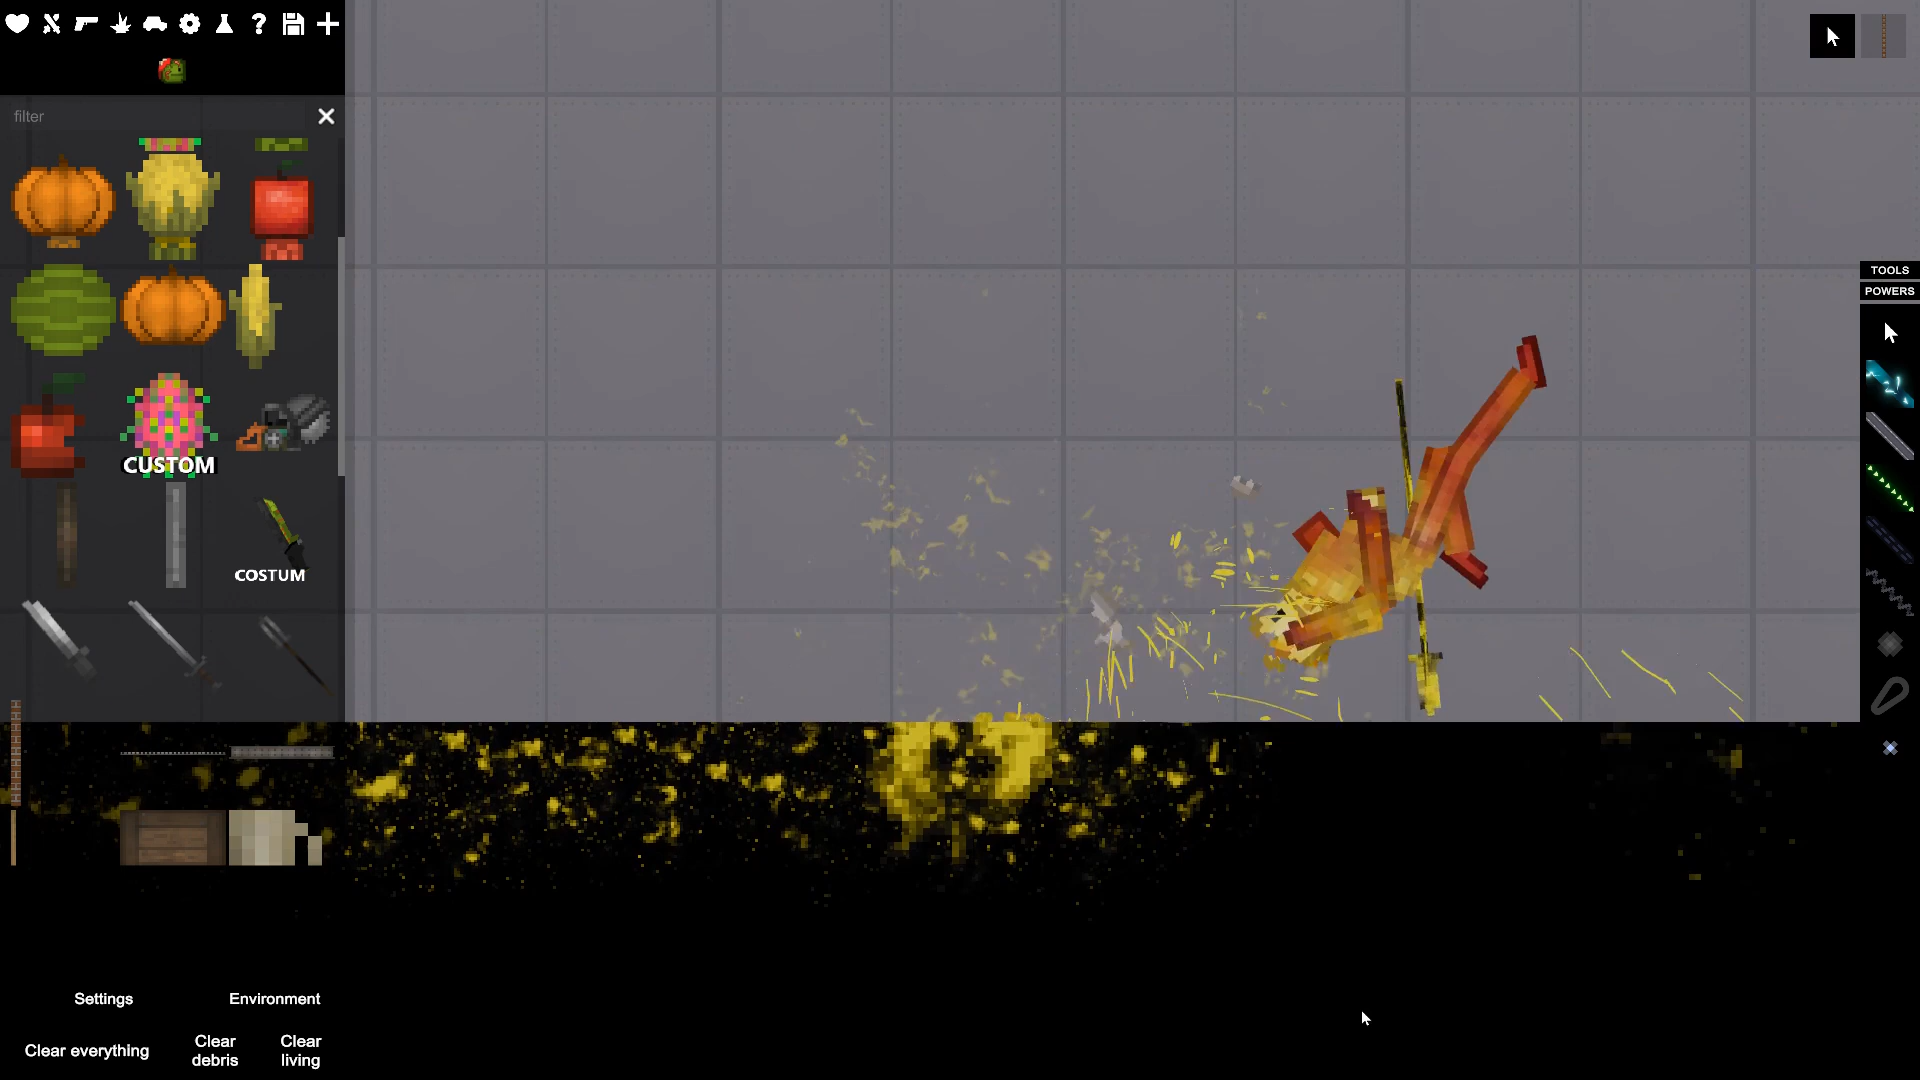 filter
CUSTOM
COSTUM
TOOLS
POWERS
Settings
Environment
Clear everything
Clear
debris
Clear
living